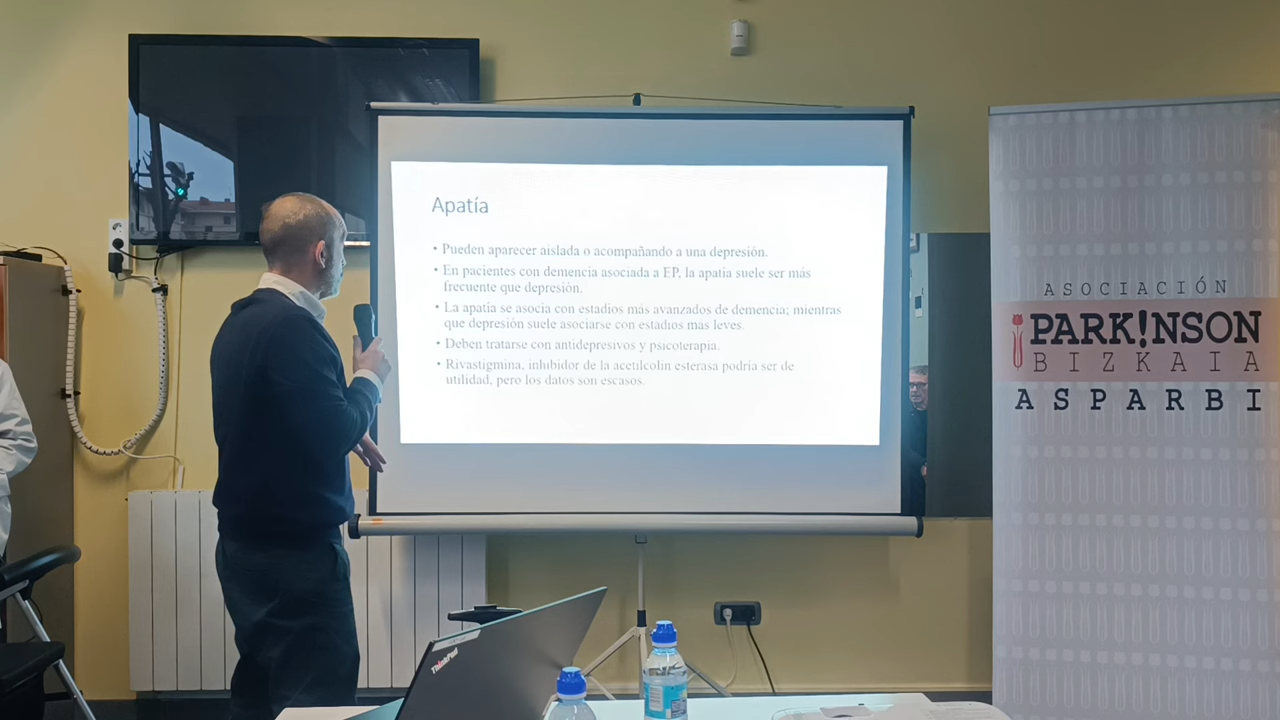 Apatía
• Pueden aparecer aislada o acompañando a una depresión.
• En pacientes con demencia asociada a EP, la apatía suele ser más
frecuente que depresión.
• La apatía se asocia con estadios más avanzados de demencia; mientras
que depresión suele asociarse con estadios más leves.
• Deben tratarse con antidepresivos y psicoterapia.
• Rivastigmina, inhibidor de la acetulcolin esterasa podría ser de
utilidad, pero los datos son escasos.
ASOCIACIÓN
PARK!NSON
BIZKAIA
ASPARBI
ThinkPad